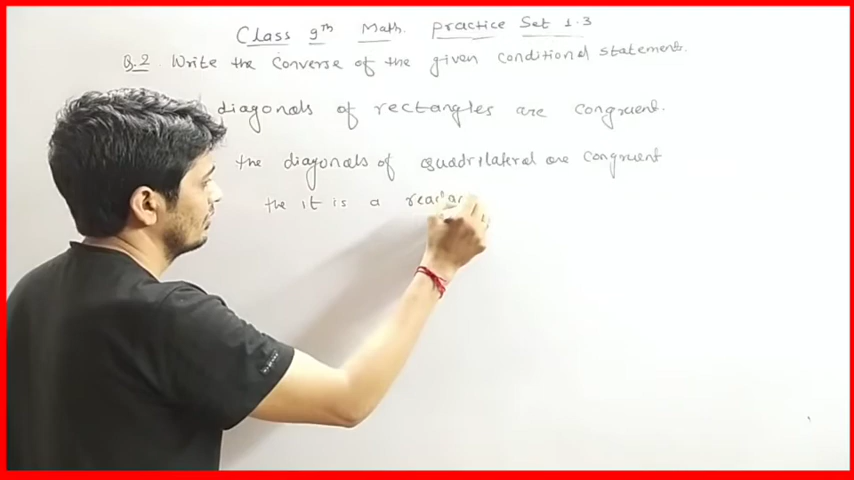 Class 9th Math. Practice Set 1.3
Q.2 Write the Converse of the given conditional statement.
diagonals of rectangles are congruent.
the diagonals of quadrilateral are congruent
the it is a